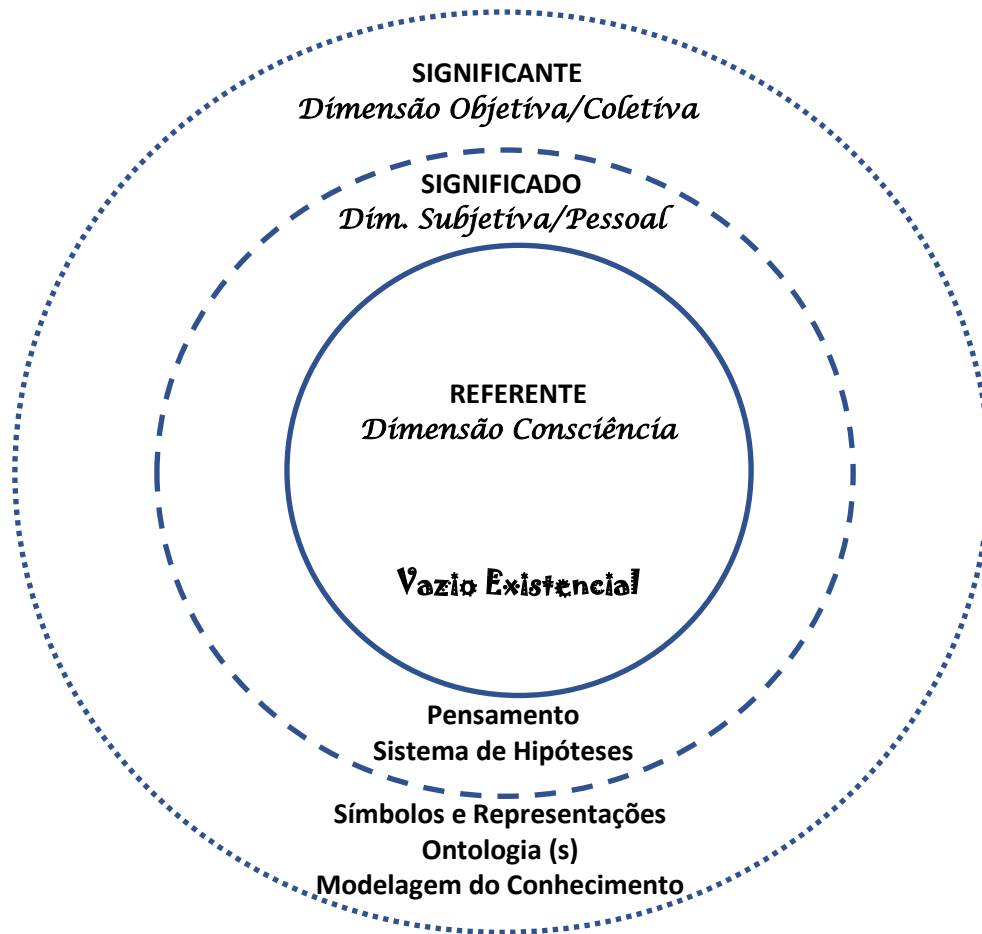 SIGNIFICANTE
Dimensão Objetiva/Coletiva
SIGNIFICADO
Dim. Subjetiva/Pessoal
REFERENTE
Dimensão Consciência
Vazio Existencial
Pensamento
Sistema de Hipóteses
Símbolos e Representações
Ontologia (s)
Modelagem do Conhecimento